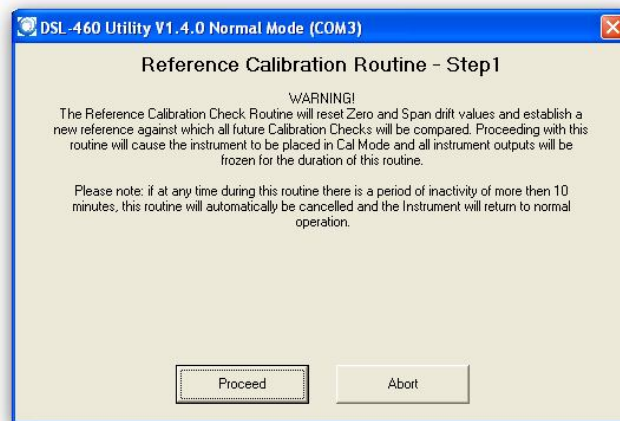 DSL-460 Utility V1.4.0 Normal Mode (COM3)
Reference Calibration Routine - Step1
WARNING!
The Reference Calibration Check Routine will reset Zero and Span drift values and establish a
new reference against which all future Calibration Checks will be compared. Proceeding with this
routine will cause the instrument to be placed in Cal Mode and all instrument outputs will be
frozen for the duration of this routine.
Please note: if at any time during this routine there is a period of inactivity of more then 10
minutes, this routine will automatically be cancelled and the Instrument will return to normal
operation.
Proceed
Abort